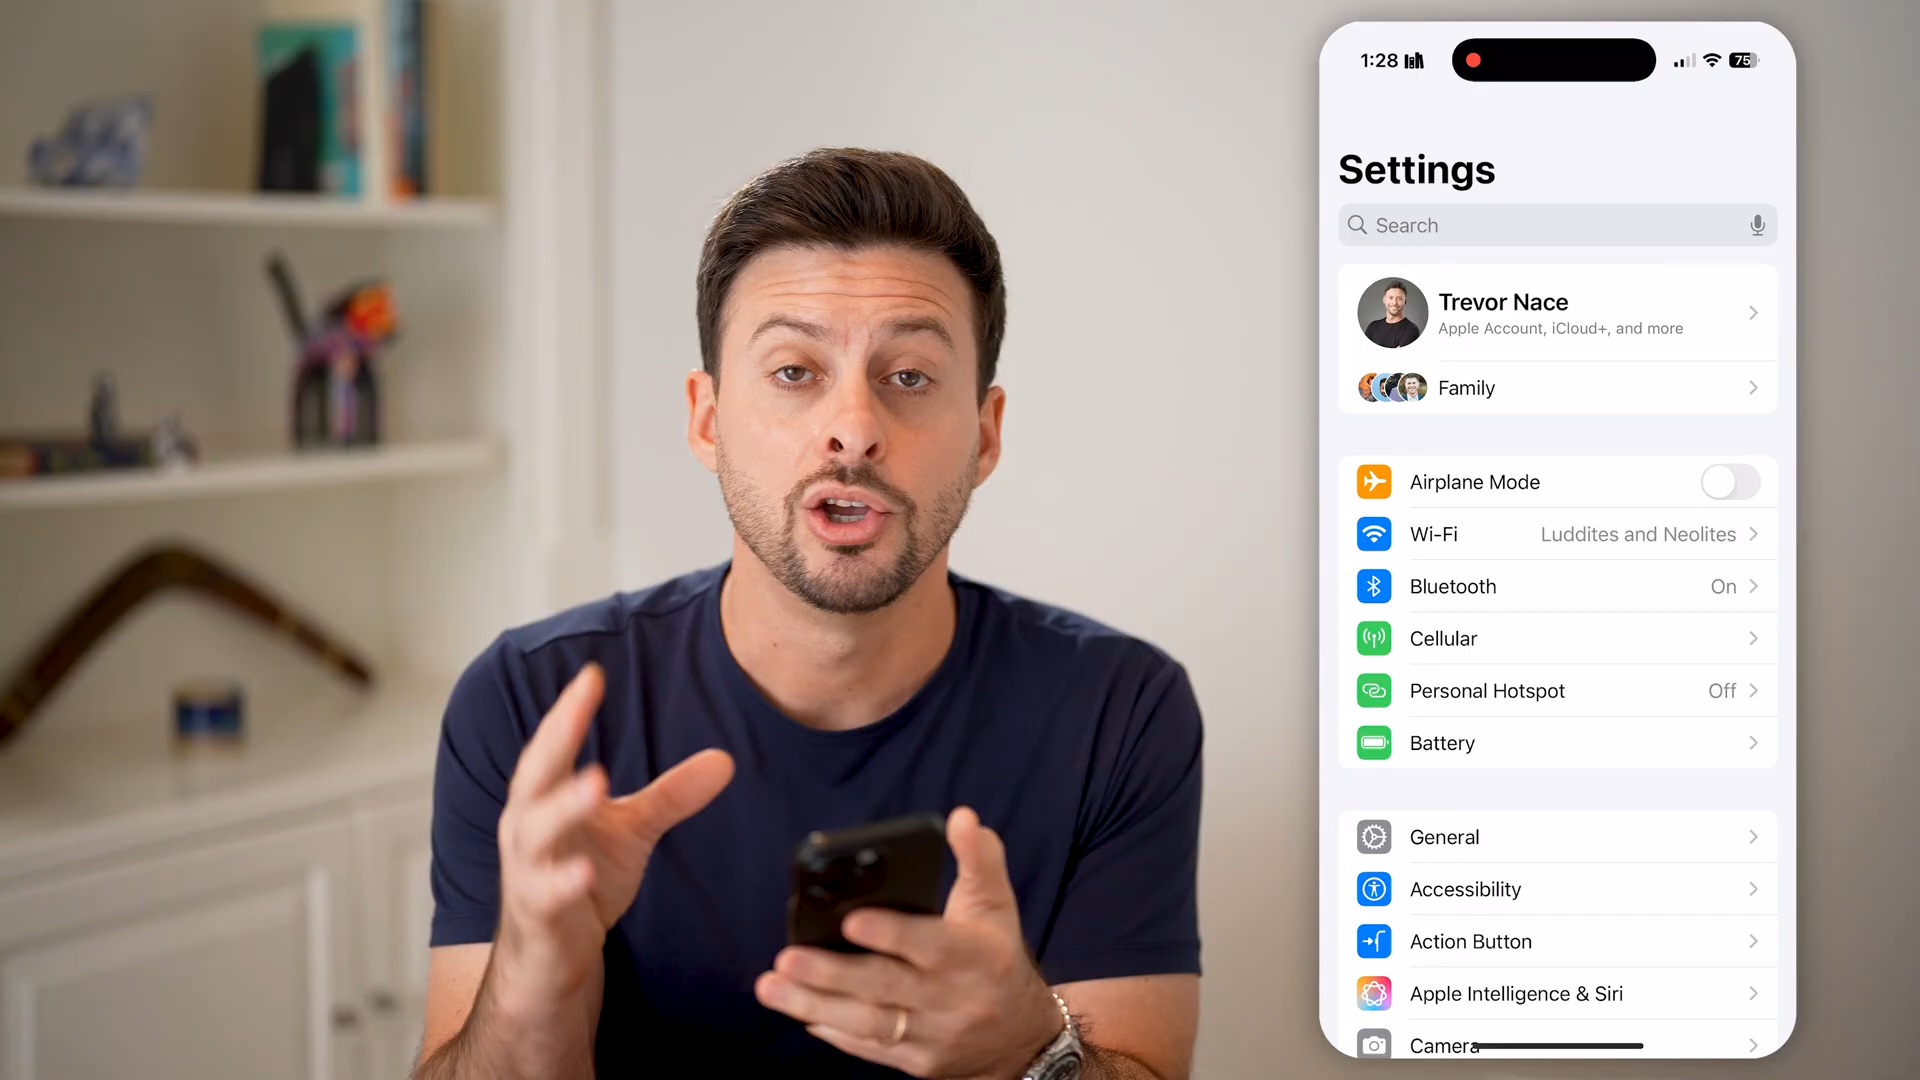 1:28
75
Settings
Search
Trevor Nace
Apple Account, iCloud+, and more
Family
Airplane Mode
Wi-Fi Luddites and Neolites
Bluetooth On
Cellular
Personal Hotspot Off
Battery
General
Accessibility
Action Button
Apple Intelligence & Siri
Camera